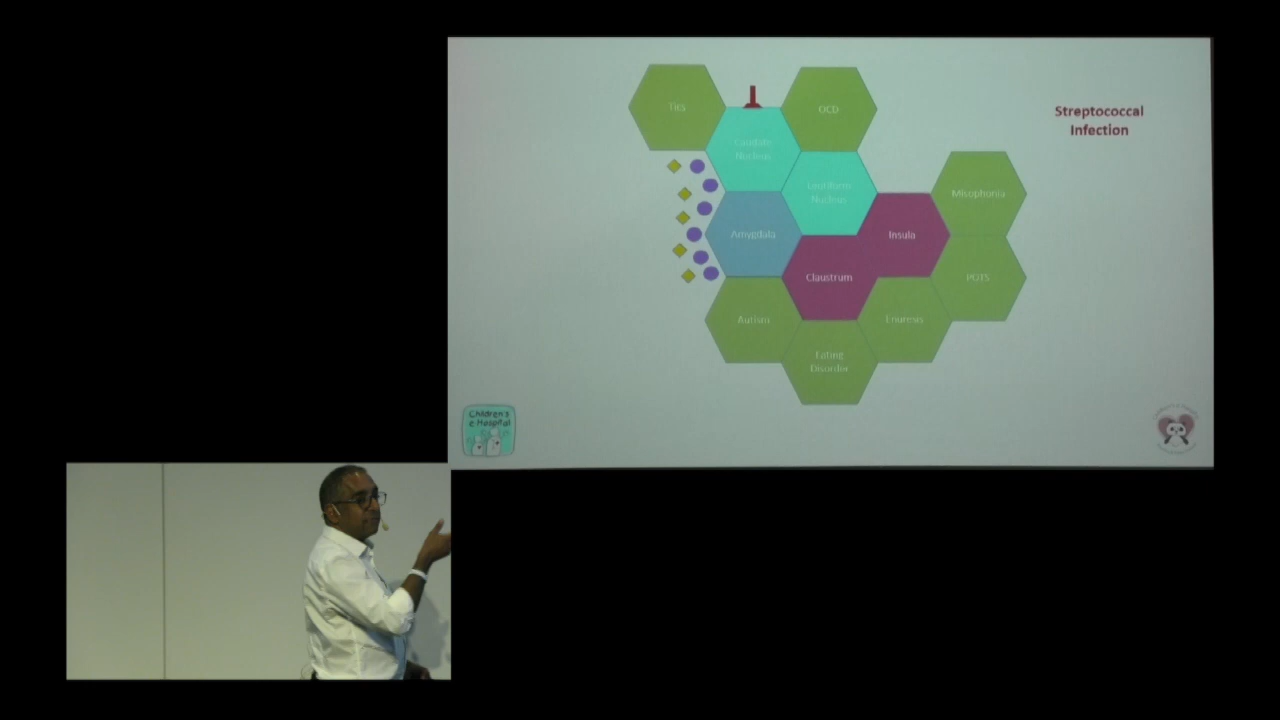 Streptococcal
Infection
Tics
OCD
Caudate
Nucleus
Lentiform
Nucleus
Misophonia
Amygdala
Insula
Claustrum
POTS
Autism
Enuresis
Eating
Disorder
Children's
e-Hospital